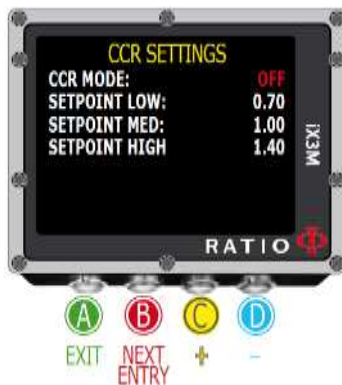 CCR SETTINGS
CCR MODE: OFF
SETPOINT LOW: 0.70
SETPOINT MED: 1.00
SETPOINT HIGH 1.40
iX3M
RATIO
A B C D
EXIT NEXT ENTRY + -